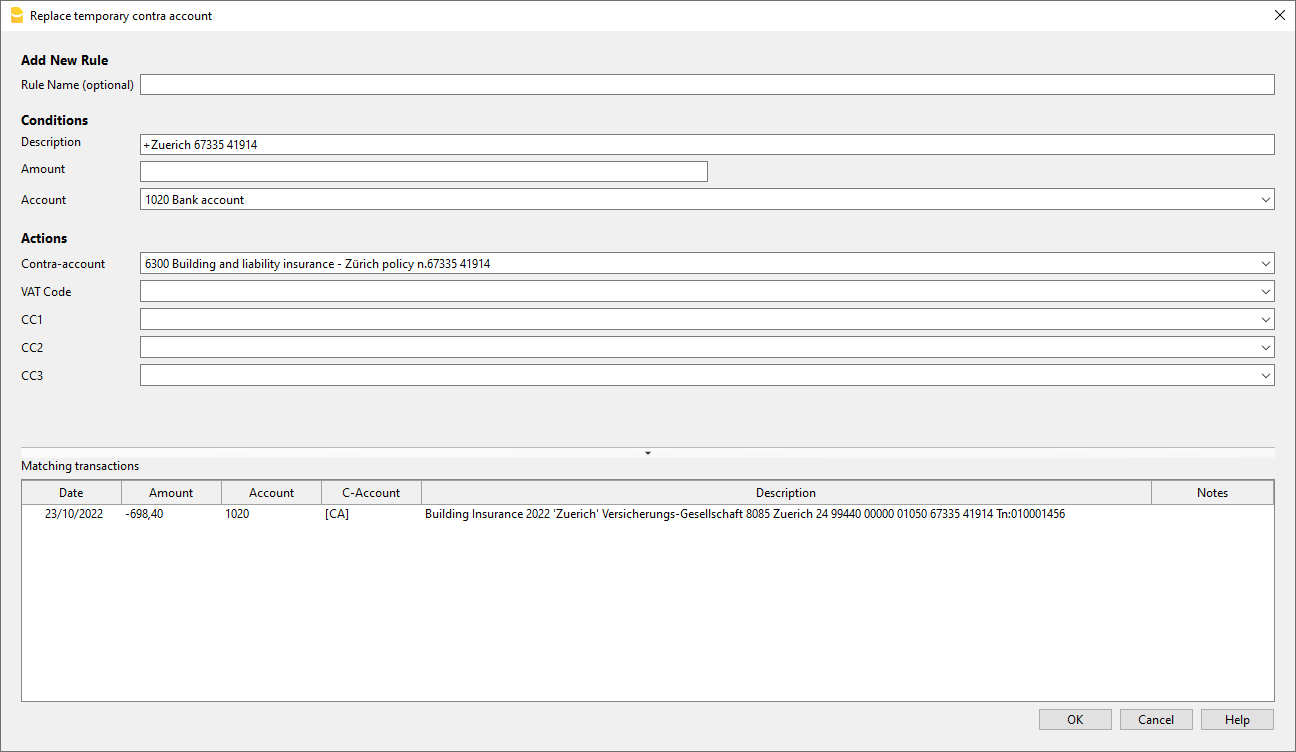 Replace temporary contra account
Add New Rule
Rule Name (optional)
Conditions
Description +Zuerich 67335 41914
Amount
Account 1020 Bank account
Actions
Contra-account 6300 Building and liability insurance - Zürich policy n.67335 41914
VAT Code
CC1
CC2
CC3
Matching transactions
Date Amount Account C-Account Description Notes
23/10/2022 -698,40 1020 [CA] Building Insurance 2022 'Zuerich' Versicherungs-Gesellschaft 8085 Zuerich 24 99440 00000 01050 67335 41914 Tn:010001456
OK Cancel Help